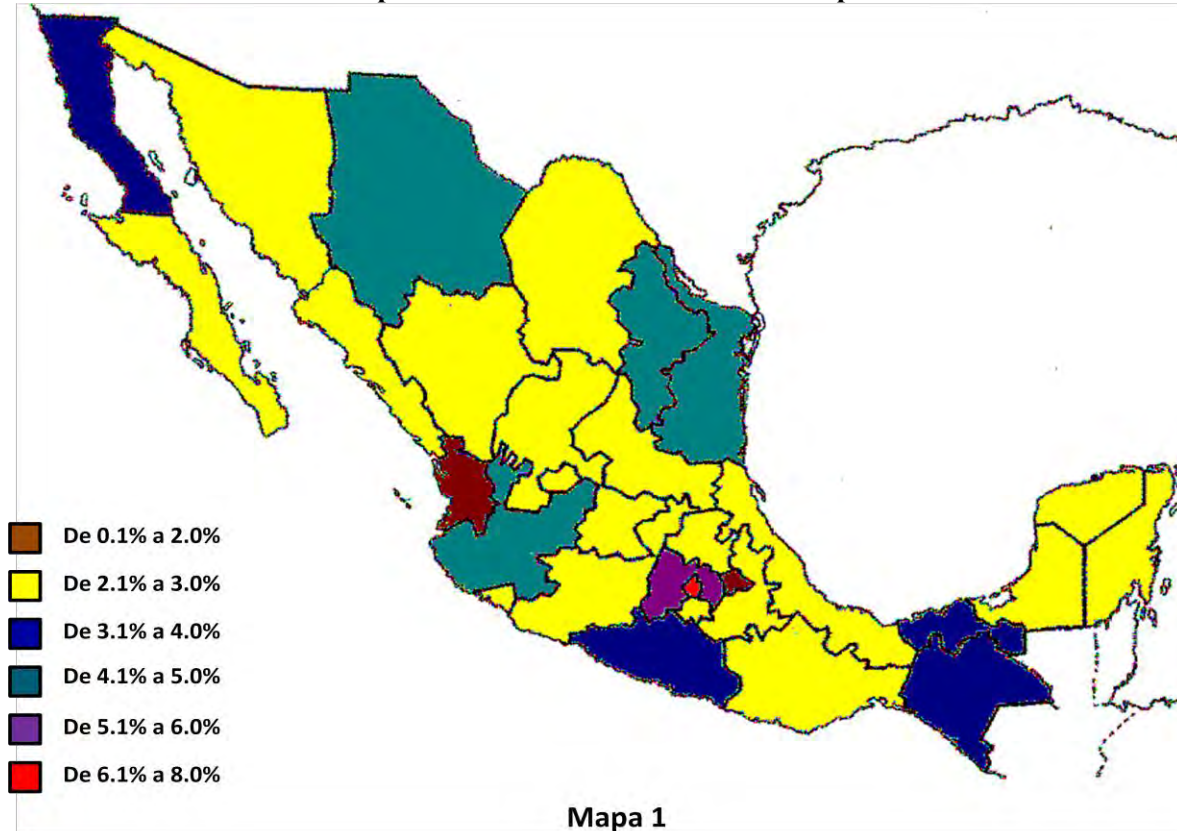 De 0.1% a 2.0%
De 2.1% a 3.0%
De 3.1% a 4.0%
De 4.1% a 5.0%
De 5.1% a 6.0%
De 6.1% a 8.0%
Mapa 1